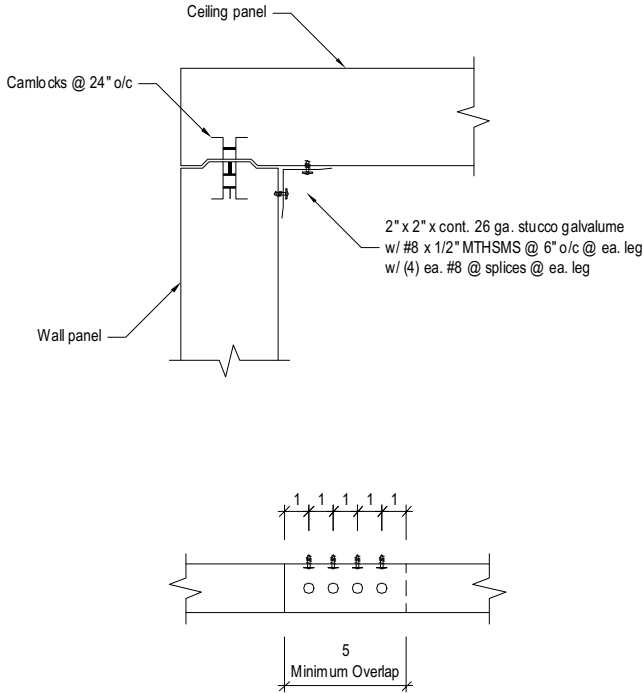 Ceiling panel
Camlocks @ 24" o/c
2" x 2" x cont. 26 ga. stucco galvalume
w/ #8 x 1/2" MTHSMS @ 6" o/c @ ea. leg
w/ (4) ea. #8 @ splices @ ea. leg
Wall panel
1 1 1 1 1
5
Minimum Overlap